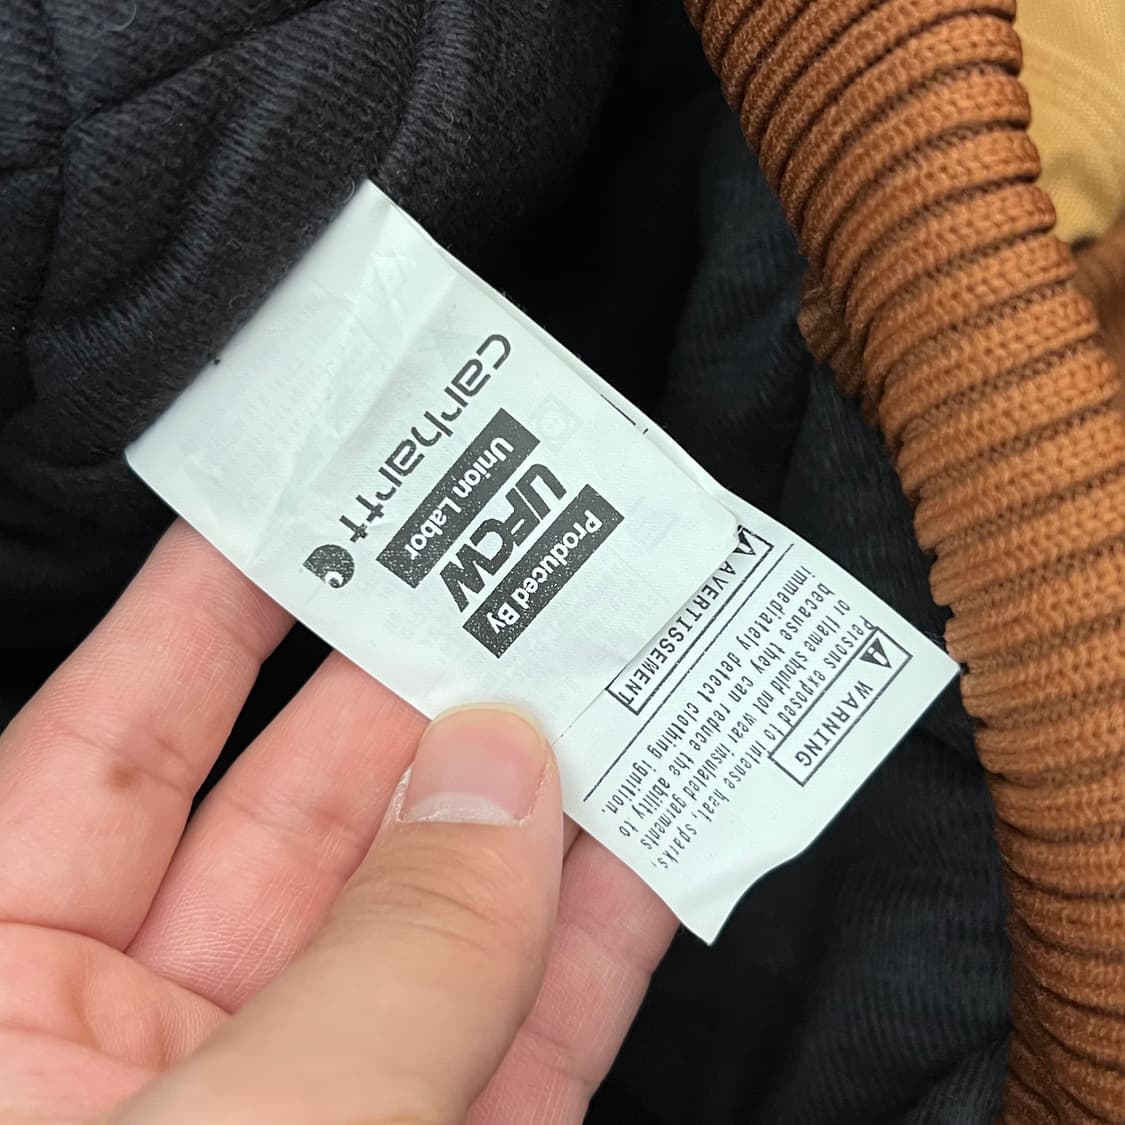 carhartt
Union Labor
UFCW
Produced By
WARNING
Persons exposed to intense heat, sparks,
or flame should not wear insulated garments
because they can reduce the ability to
immediately detect clothing ignition.
AVERTISSEMENT